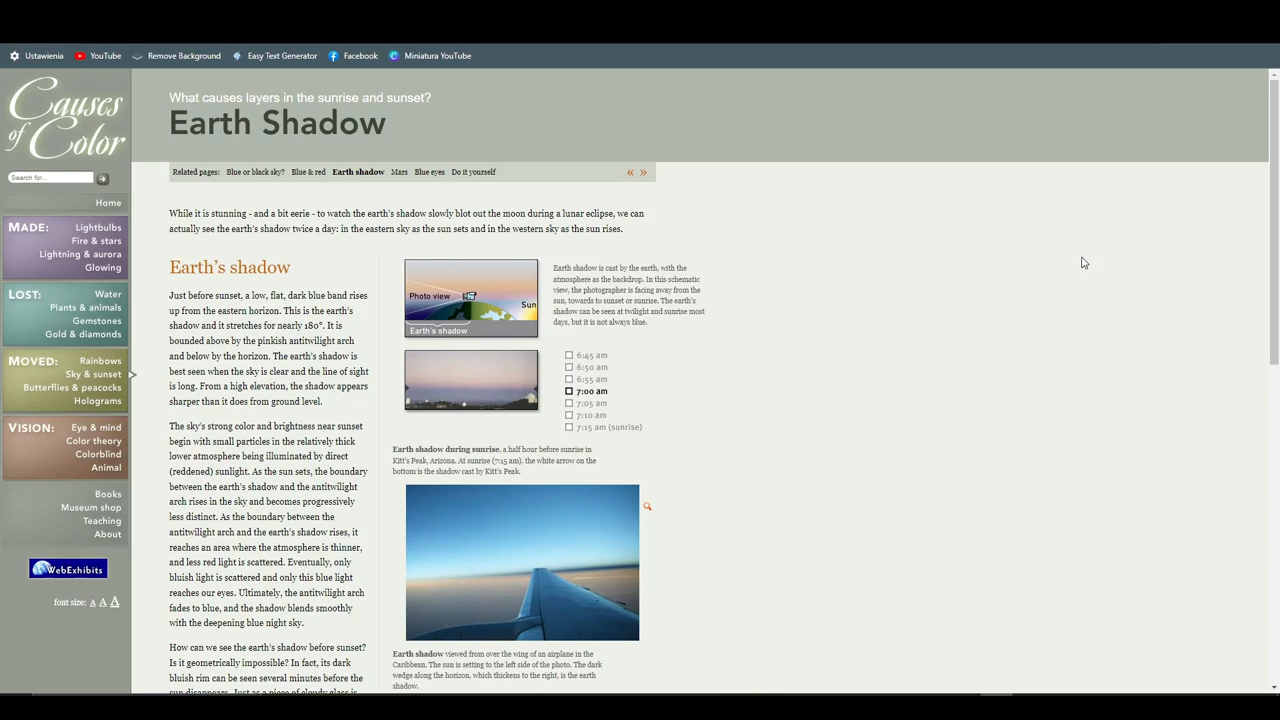 Ustawienia YouTube Remove Background Easy Text Generator Facebook Miniatura YouTube
Causes
of Color
Search for...
Home
MADE: Lightbulbs
Fire & stars
Lightning & aurora
Glowing
LOST: Water
Plants & animals
Gemstones
Gold & diamonds
MOVED: Rainbows
Sky & sunset
Butterflies & peacocks
Holograms
VISION: Eye & mind
Color theory
Colorblind
Animal
Books
Museum shop
Teaching
About
WebExhibits
font size: A A A
What causes layers in the sunrise and sunset?
Earth Shadow
Related pages: Blue or black sky? Blue & red Earth shadow Mars Blue eyes Do it yourself « »
While it is stunning - and a bit eerie - to watch the earth's shadow slowly blot out the moon during a lunar eclipse, we can
actually see the earth's shadow twice a day: in the eastern sky as the sun sets and in the western sky as the sun rises.
Earth's shadow
Just before sunset, a low, flat, dark blue band rises
up from the eastern horizon. This is the earth's
shadow and it stretches for nearly 180°. It is
bounded above by the pinkish antitwilight arch
and below by the horizon. The earth's shadow is
best seen when the sky is clear and the line of sight
is long. From a high elevation, the shadow appears
sharper than it does from ground level.
The sky's strong color and brightness near sunset
begin with small particles in the relatively thick
lower atmosphere being illuminated by direct
(reddened) sunlight. As the sun sets, the boundary
between the earth's shadow and the antitwilight
arch rises in the sky and becomes progressively
less distinct. As the boundary between the
antitwilight arch and the earth's shadow rises, it
reaches an area where the atmosphere is thinner,
and less red light is scattered. Eventually, only
bluish light is scattered and only this blue light
reaches our eyes. Ultimately, the antitwilight arch
fades to blue, and the shadow blends smoothly
with the deepening blue night sky.
How can we see the earth's shadow before sunset?
Is it geometrically impossible? In fact, its dark
bluish rim can be seen several minutes before the
sun disappears. Just as a piece of cloudy glass is
Photo view
Sun
Earth's shadow
Earth shadow is cast by the earth, with the
atmosphere as the backdrop. In this schematic
view, the photographer is facing away from the
sun, towards to sunset or sunrise. The earth's
shadow can be seen at twilight and sunrise most
days, but it is not always blue.
6:45 am
6:50 am
6:55 am
7:00 am
7:05 am
7:10 am
7:15 am (sunrise)
Earth shadow during sunrise, a half hour before sunrise in
Kitt's Peak, Arizona. At sunrise (7:15 am), the white arrow on the
bottom is the shadow cast by Kitt's Peak.
Earth shadow viewed from over the wing of an airplane in the
Caribbean. The sun is setting to the left side of the photo. The dark
wedge along the horizon, which thickens to the right, is the earth
shadow.